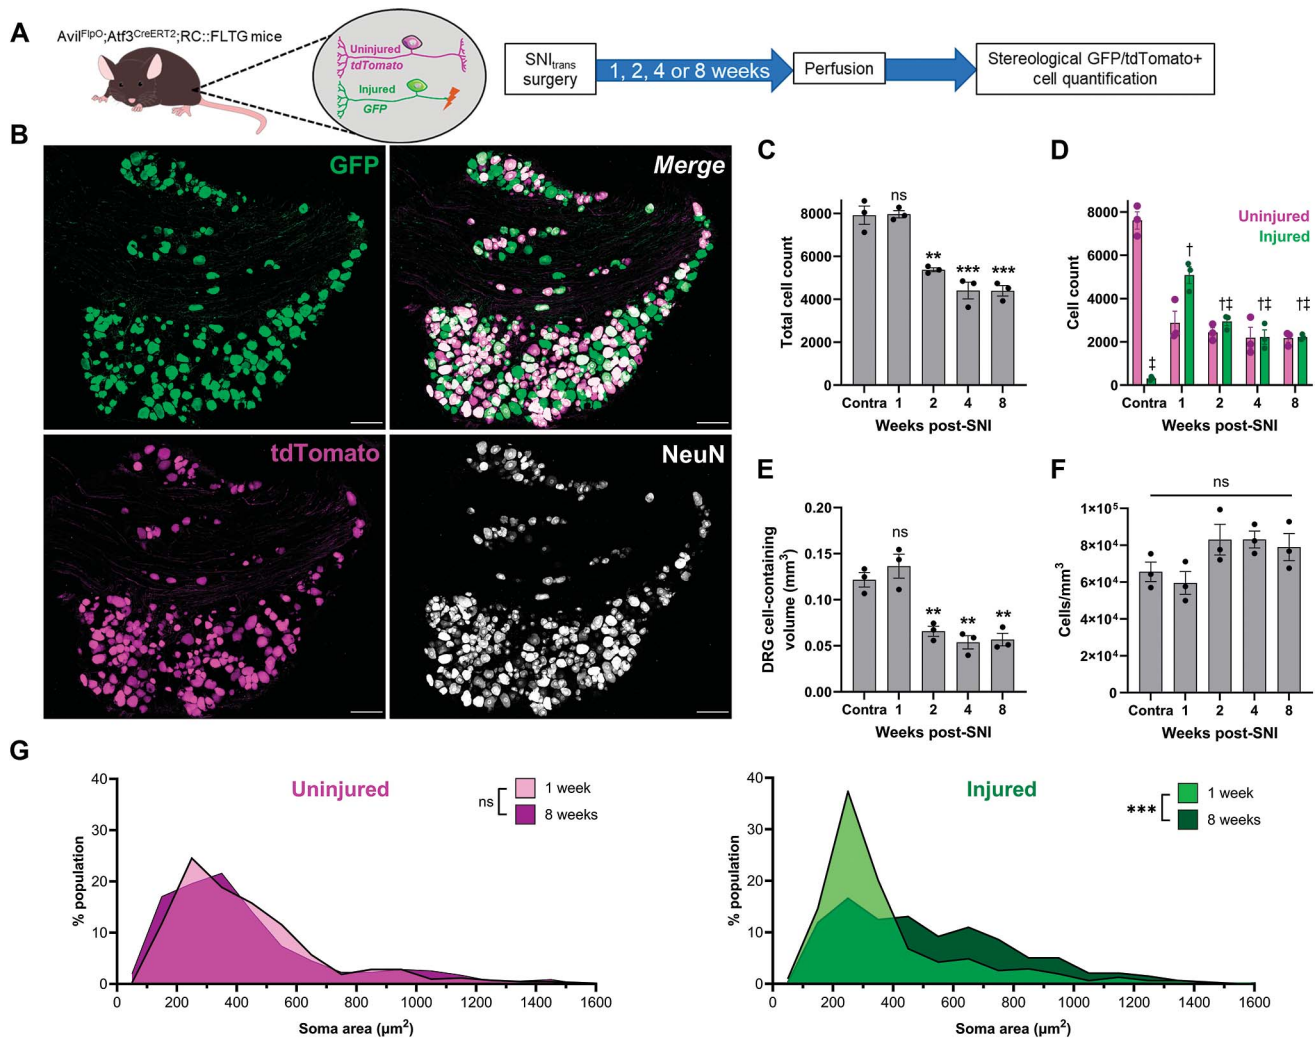 A
Avil^FlpO;Atf3^CreERT2;RC::FLTG mice
Uninjured
tdTomato
Injured
GFP
SNI_trans
surgery
1, 2, 4 or 8 weeks
Perfusion
Stereological GFP/tdTomato+
cell quantification
B
GFP
Merge
tdTomato
NeuN
C
Total cell count
8000
6000
4000
2000
0
ns
**
***
***
Contra 1 2 4 8
Weeks post-SNI
D
Cell count
8000
6000
4000
2000
0
Uninjured
Injured
‡
†
†‡
†‡
†‡
Contra 1 2 4 8
Weeks post-SNI
E
DRG cell-containing
volume (mm³)
0.20
0.15
0.10
0.05
0.00
ns
**
**
**
Contra 1 2 4 8
Weeks post-SNI
F
Cells/mm³
ns
1×10⁵
8×10⁴
6×10⁴
4×10⁴
2×10⁴
0
Contra 1 2 4 8
Weeks post-SNI
G
Uninjured
% population
40
30
20
10
0
ns
1 week
8 weeks
0 200 400 600 800 1000 1200 1400 1600
Soma area (µm²)
Injured
% population
40
30
20
10
0
***
1 week
8 weeks
0 200 400 600 800 1000 1200 1400 1600
Soma area (µm²)